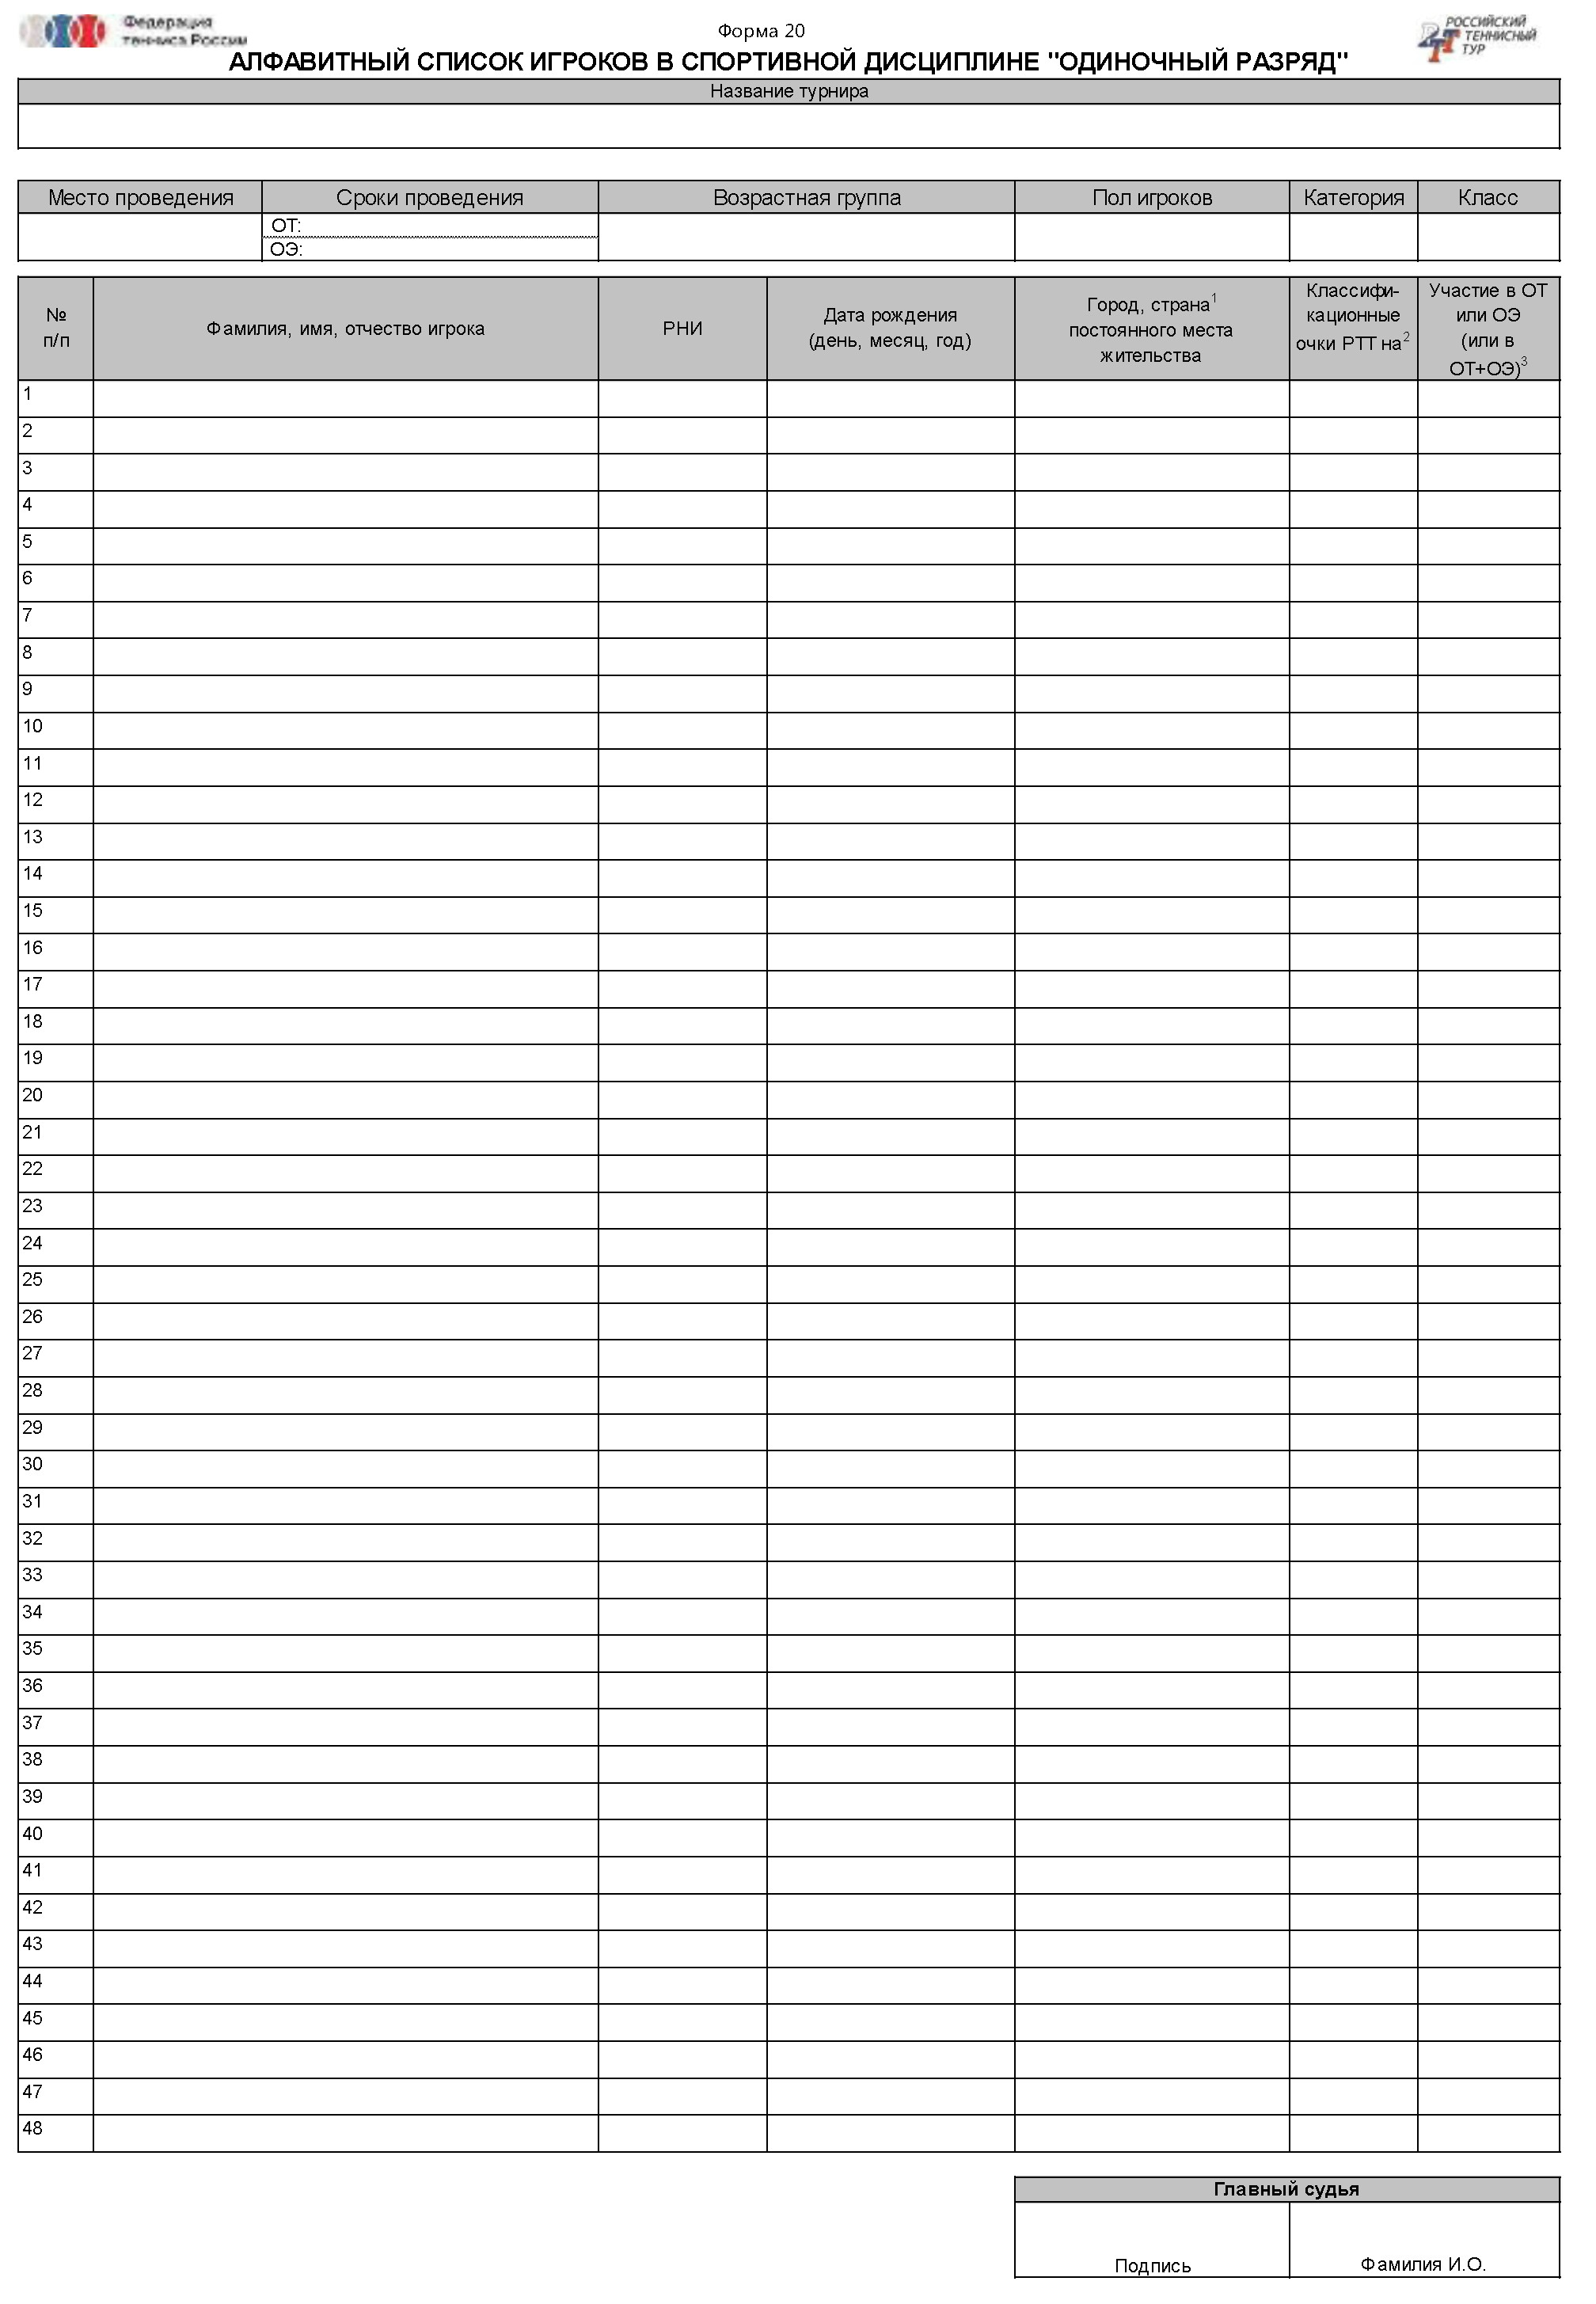 Федерация
тенниса России
Форма 20
РОССИЙСКИЙ
ТЕННИСНЫЙ
ТУР
АЛФАВИТНЫЙ СПИСОК ИГРОКОВ В СПОРТИВНОЙ ДИСЦИПЛИНЕ "ОДИНОЧНЫЙ РАЗРЯД"
Название турнира
Место проведения Сроки проведения Возрастная группа Пол игроков Категория Класс
ОТ:
ОЭ:
№
п/п
Фамилия, имя, отчество игрока
РНИ
Дата рождения
(день, месяц, год)
Город, страна1
постоянного места
жительства
Классифи-
кационные
очки РТТ на2
Участие в ОТ
или ОЭ
(или в
ОТ+ОЭ)3
1
2
3
4
5
6
7
8
9
10
11
12
13
14
15
16
17
18
19
20
21
22
23
24
25
26
27
28
29
30
31
32
33
34
35
36
37
38
39
40
41
42
43
44
45
46
47
48
Главный судья
Подпись Фамилия И.О.